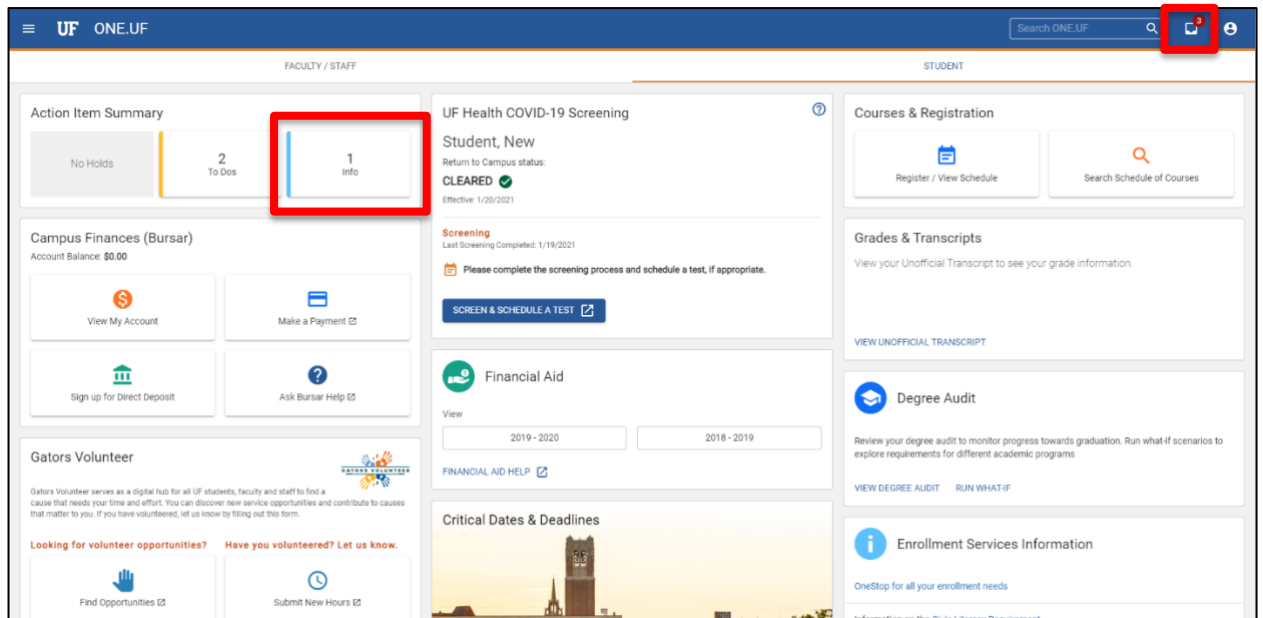 UF ONE.UF
Search ONE.UF
3
FACULTY / STAFF
STUDENT
Action Item Summary
No Holds
2
To Dos
1
Info
Campus Finances (Bursar)
Account Balance: $0.00
View My Account
Make a Payment
Sign up for Direct Deposit
Ask Bursar Help
Gators Volunteer
GATORS VOLUNTEER
Gators Volunteer serves as a digital hub for all UF students, faculty and staff to find a
cause that needs your time and effort. You can discover new service opportunities and contribute to causes
that matter to you. If you have volunteered, let us know by filling out this form.
Looking for volunteer opportunities?
Have you volunteered? Let us know.
Find Opportunities
Submit New Hours
UF Health COVID-19 Screening
Student, New
Return to Campus status:
CLEARED
Effective: 1/20/2021
Screening
Last Screening Completed: 1/19/2021
Please complete the screening process and schedule a test, if appropriate.
SCREEN & SCHEDULE A TEST
Financial Aid
View
2019 - 2020
2018 - 2019
FINANCIAL AID HELP
Critical Dates & Deadlines
Courses & Registration
Register / View Schedule
Search Schedule of Courses
Grades & Transcripts
View your Unofficial Transcript to see your grade information.
VIEW UNOFFICIAL TRANSCRIPT
Degree Audit
Review your degree audit to monitor progress towards graduation. Run what-if scenarios to
explore requirements for different academic programs
VIEW DEGREE AUDIT
RUN WHAT-IF
Enrollment Services Information
OneStop for all your enrollment needs
Information on the Civic Literacy Requirement